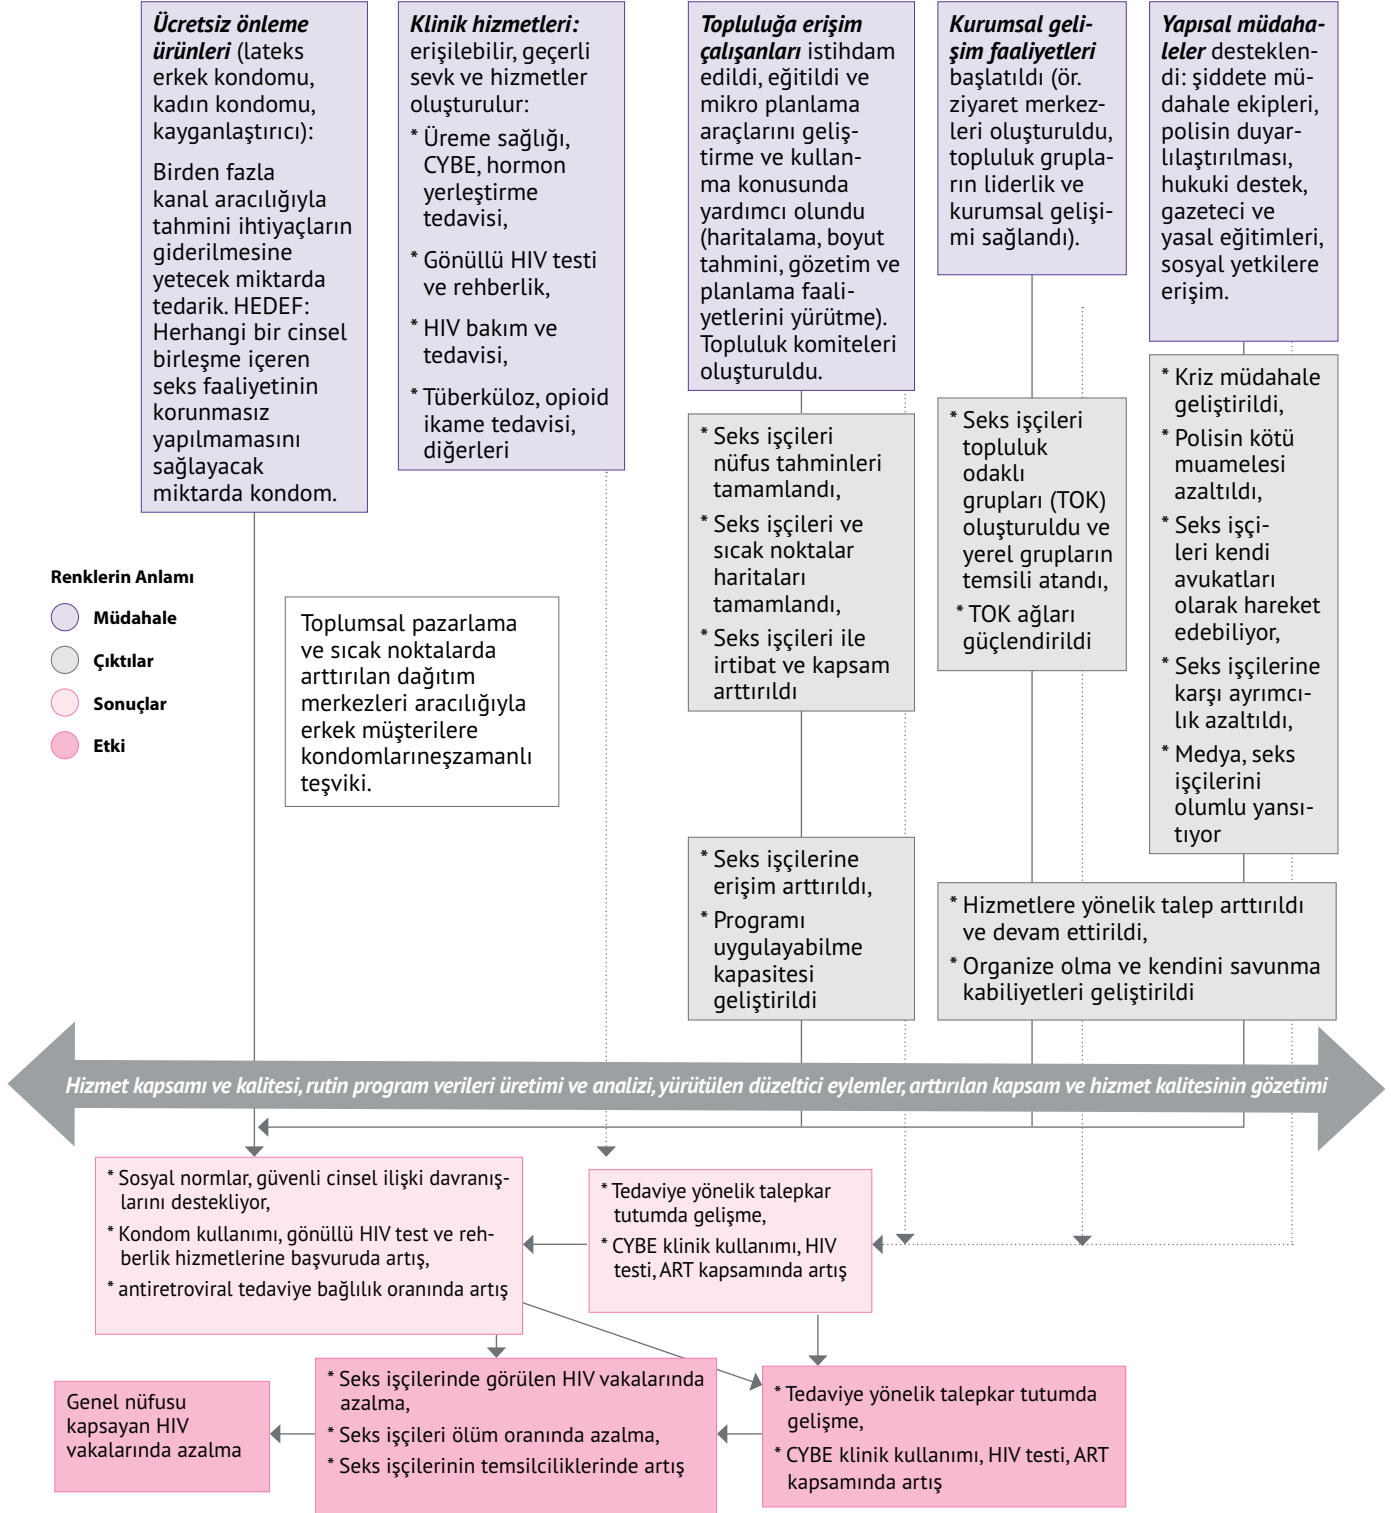 Ücretsiz önleme
ürünleri (lateks
erkek kondomu,
kadın kondomu,
kayganlaştırıcı):
Birden fazla
kanal aracılığıyla
tahmini ihtiyaçların
giderilmesine
yetecek miktarda
tedarik. HEDEF:
Herhangi bir cinsel
birleşme içeren
seks faaliyetinin
korunmasız
yapılmamasını
sağlayacak
miktarda kondom.
Klinik hizmetleri:
erişilebilir, geçerli
sevk ve hizmetler
oluşturulur:
* Üreme sağlığı,
CYBE, hormon
yerleştirme
tedavisi,
* Gönüllü HIV testi
ve rehberlik,
* HIV bakım ve
tedavisi,
* Tüberküloz, opioid
ikame tedavisi,
diğerleri
Topluluğa erişim
çalışanları istihdam
edildi, eğitildi ve
mikro planlama
araçlarını geliş-
tirme ve kullan-
ma konusunda
yardımcı olundu
(haritalama, boyut
tahmini, gözetim ve
planlama faali-
yetlerini yürütme).
Topluluk komiteleri
oluşturuldu.
Kurumsal geli-
şim faaliyetleri
başlatıldı (ör.
ziyaret merkez-
leri oluşturuldu,
topluluk grupla-
rın liderlik ve
kurumsal gelişi-
mi sağlandı).
Yapısal müdaha-
leler desteklen-
di: şiddete mü-
dahale ekipleri,
polisin duyar-
lılaştırılması,
hukuki destek,
gazeteci ve
yasal eğitimleri,
sosyal yetkilere
erişim.
* Seks işçileri
nüfus tahminleri
tamamlandı,
* Seks işçileri ve
sıcak noktalar
haritaları
tamamlandı,
* Seks işçileri ile
irtibat ve kapsam
arttırıldı
* Seks işçileri
topluluk
odaklı
grupları (TOK)
oluşturuldu ve
yerel grupların
temsili atandı,
* TOK ağları
güçlendirildi
* Kriz müdahale
geliştirildi,
* Polisin kötü
muamelesi
azaltıldı,
* Seks işçi-
leri kendi
avukatları
olarak hareket
edebiliyor,
* Seks işçilerine
karşı ayrımcı-
lık azaltıldı,
* Medya, seks
işçilerini
olumlu yansı-
tıyor
Renklerin Anlamı
Müdahale
Çıktılar
Sonuçlar
Etki
Toplumsal pazarlama
ve sıcak noktalarda
arttırılan dağıtım
merkezleri aracılığıyla
erkek müşterilere
kondomlarıneşzamanlı
teşviki.
* Seks işçilerine
erişim arttırıldı,
* Programı
uygulayabilme
kapasitesi
geliştirildi
* Hizmetlere yönelik talep arttırıldı
ve devam ettirildi,
* Organize olma ve kendini savunma
kabiliyetleri geliştirildi
Hizmet kapsamı ve kalitesi, rutin program verileri üretimi ve analizi, yürütülen düzeltici eylemler, arttırılan kapsam ve hizmet kalitesinin gözetimi
* Sosyal normlar, güvenli cinsel ilişki davranış-
larını destekliyor,
* Kondom kullanımı, gönüllü HIV test ve reh-
berlik hizmetlerine başvuruda artış,
* antiretroviral tedaviye bağlılık oranında artış
* Tedaviye yönelik talepkar
tutumda gelişme,
* CYBE klinik kullanımı, HIV
testi, ART kapsamında artış
Genel nüfusu
kapsayan HIV
vakalarında azalma
* Seks işçilerinde görülen HIV vakalarında
azalma,
* Seks işçileri ölüm oranında azalma,
* Seks işçilerinin temsilciliklerinde artış
* Tedaviye yönelik talepkar tutumda
gelişme,
* CYBE klinik kullanımı, HIV testi, ART
kapsamında artış